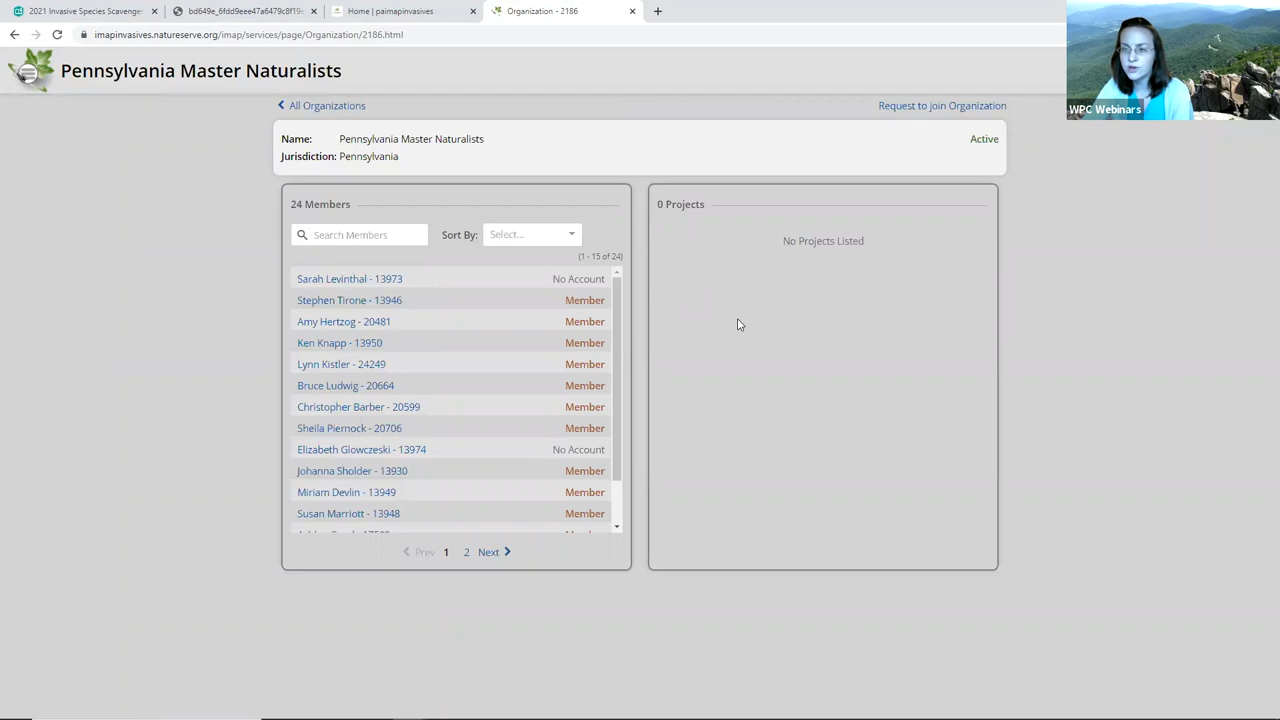 2021 Invasive Species Scavenge
bd649e_6fdd9eee47a6479c8f19e
Home | paimapinvasives
Organization - 2186
imapinvasives.natureserve.org/imap/services/page/Organization/2186.html
Pennsylvania Master Naturalists
WPC Webinars
All Organizations
Request to join Organization
Name: Pennsylvania Master Naturalists
Active
Jurisdiction: Pennsylvania
24 Members
Search Members
Sort By: Select...
(1 - 15 of 24)
Sarah Levinthal - 13973 No Account
Stephen Tirone - 13946 Member
Amy Hertzog - 20481 Member
Ken Knapp - 13950 Member
Lynn Kistler - 24249 Member
Bruce Ludwig - 20664 Member
Christopher Barber - 20599 Member
Sheila Piernock - 20706 Member
Elizabeth Glowczeski - 13974 No Account
Johanna Sholder - 13930 Member
Miriam Devlin - 13949 Member
Susan Marriott - 13948 Member
Prev 1 2 Next
0 Projects
No Projects Listed